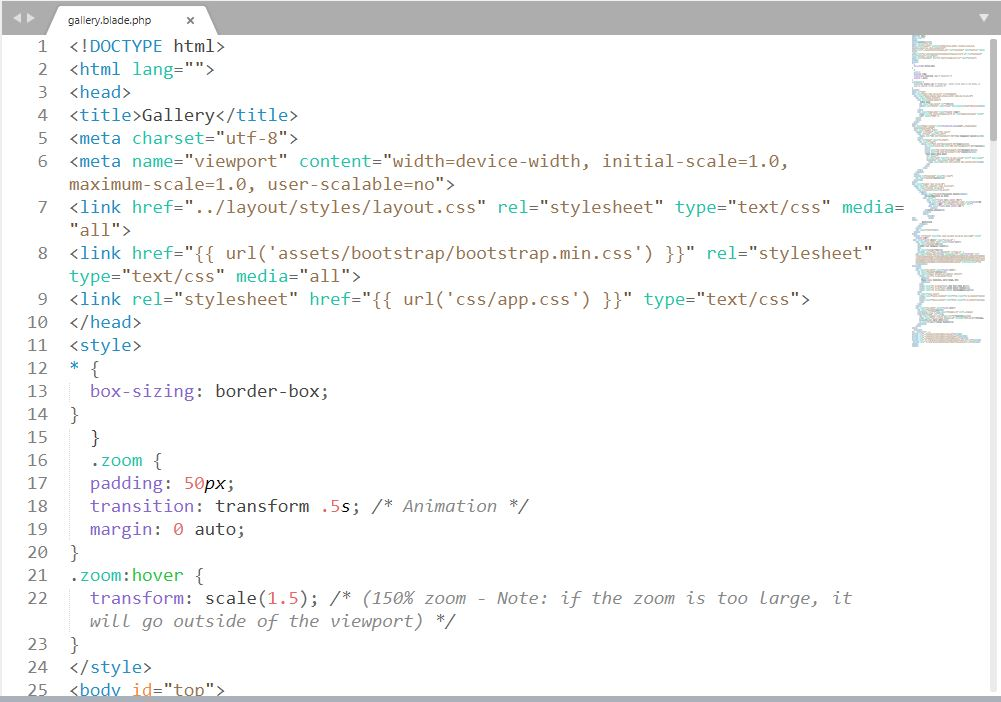 gallery.blade.php ×
1 <!DOCTYPE html>
2 <html lang="">
3 <head>
4 <title>Gallery</title>
5 <meta charset="utf-8">
6 <meta name="viewport" content="width=device-width, initial-scale=1.0,
maximum-scale=1.0, user-scalable=no">
7 <link href="../layout/styles/layout.css" rel="stylesheet" type="text/css" media=
"all">
8 <link href="{{ url('assets/bootstrap/bootstrap.min.css') }}"  rel="stylesheet"
type="text/css" media="all">
9 <link rel="stylesheet" href="{{ url('css/app.css') }}" type="text/css">
10 </head>
11 <style>
12 * {
13   box-sizing: border-box;
14 }
15   }
16   .zoom {
17   padding: 50px;
18   transition: transform .5s; /* Animation */
19   margin: 0 auto;
20 }
21 .zoom:hover {
22   transform: scale(1.5); /* (150% zoom - Note: if the zoom is too large, it
  will go outside of the viewport) */
23 }
24 </style>
25 <body id="top">